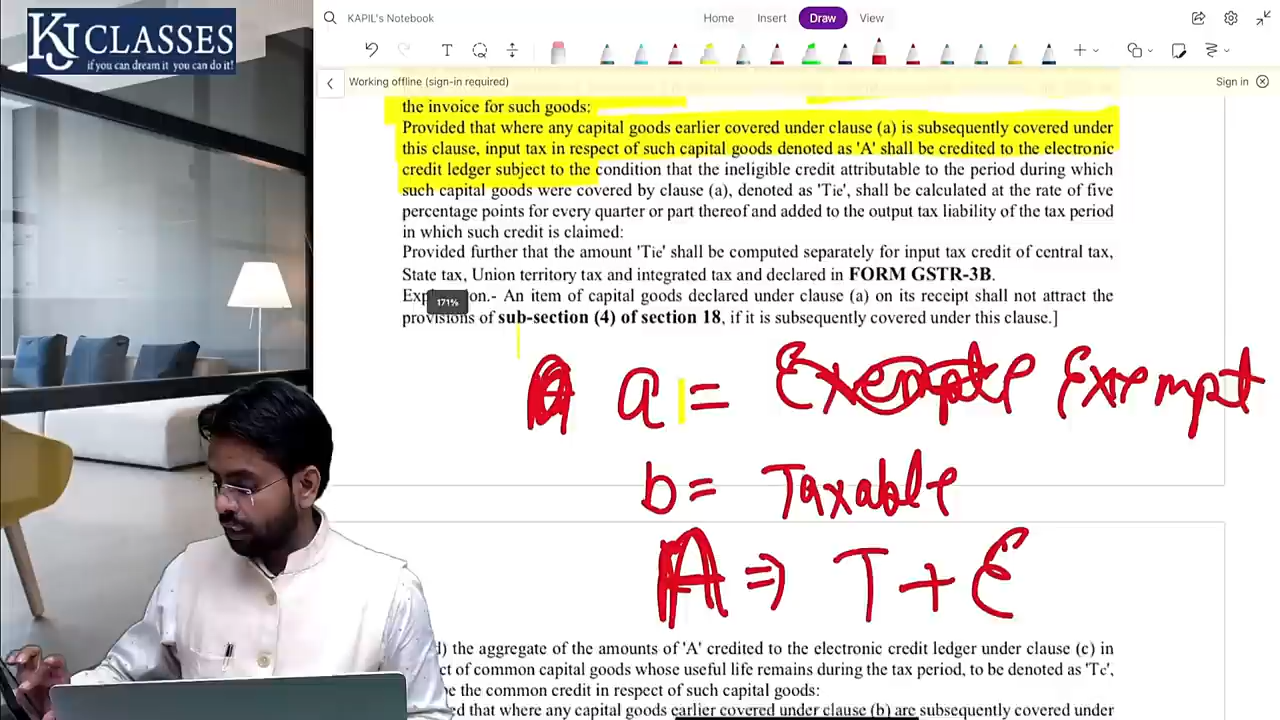 KJ CLASSES
if you can dream it you can do it!
KAPIL's Notebook
Home Insert Draw View
Working offline (sign-in required)
Sign in
the invoice for such goods:
Provided that where any capital goods earlier covered under clause (a) is subsequently covered under
this clause, input tax in respect of such capital goods denoted as 'A' shall be credited to the electronic
credit ledger subject to the condition that the ineligible credit attributable to the period during which
such capital goods were covered by clause (a), denoted as 'Tie', shall be calculated at the rate of five
percentage points for every quarter or part thereof and added to the output tax liability of the tax period
in which such credit is claimed:
Provided further that the amount 'Tie' shall be computed separately for input tax credit of central tax,
State tax, Union territory tax and integrated tax and declared in FORM GSTR-3B.
on.- An item of capital goods declared under clause (a) on its receipt shall not attract the
171%
provisions of sub-section (4) of section 18, if it is subsequently covered under this clause.]
a = Exempt
b = Taxable
A ⇒ T + E
) the aggregate of the amounts of 'A' credited to the electronic credit ledger under clause (c) in
ct of common capital goods whose useful life remains during the tax period, to be denoted as 'Tc',
be the common credit in respect of such capital goods:
ed that where any capital goods earlier covered under clause (b) are subsequently covered under